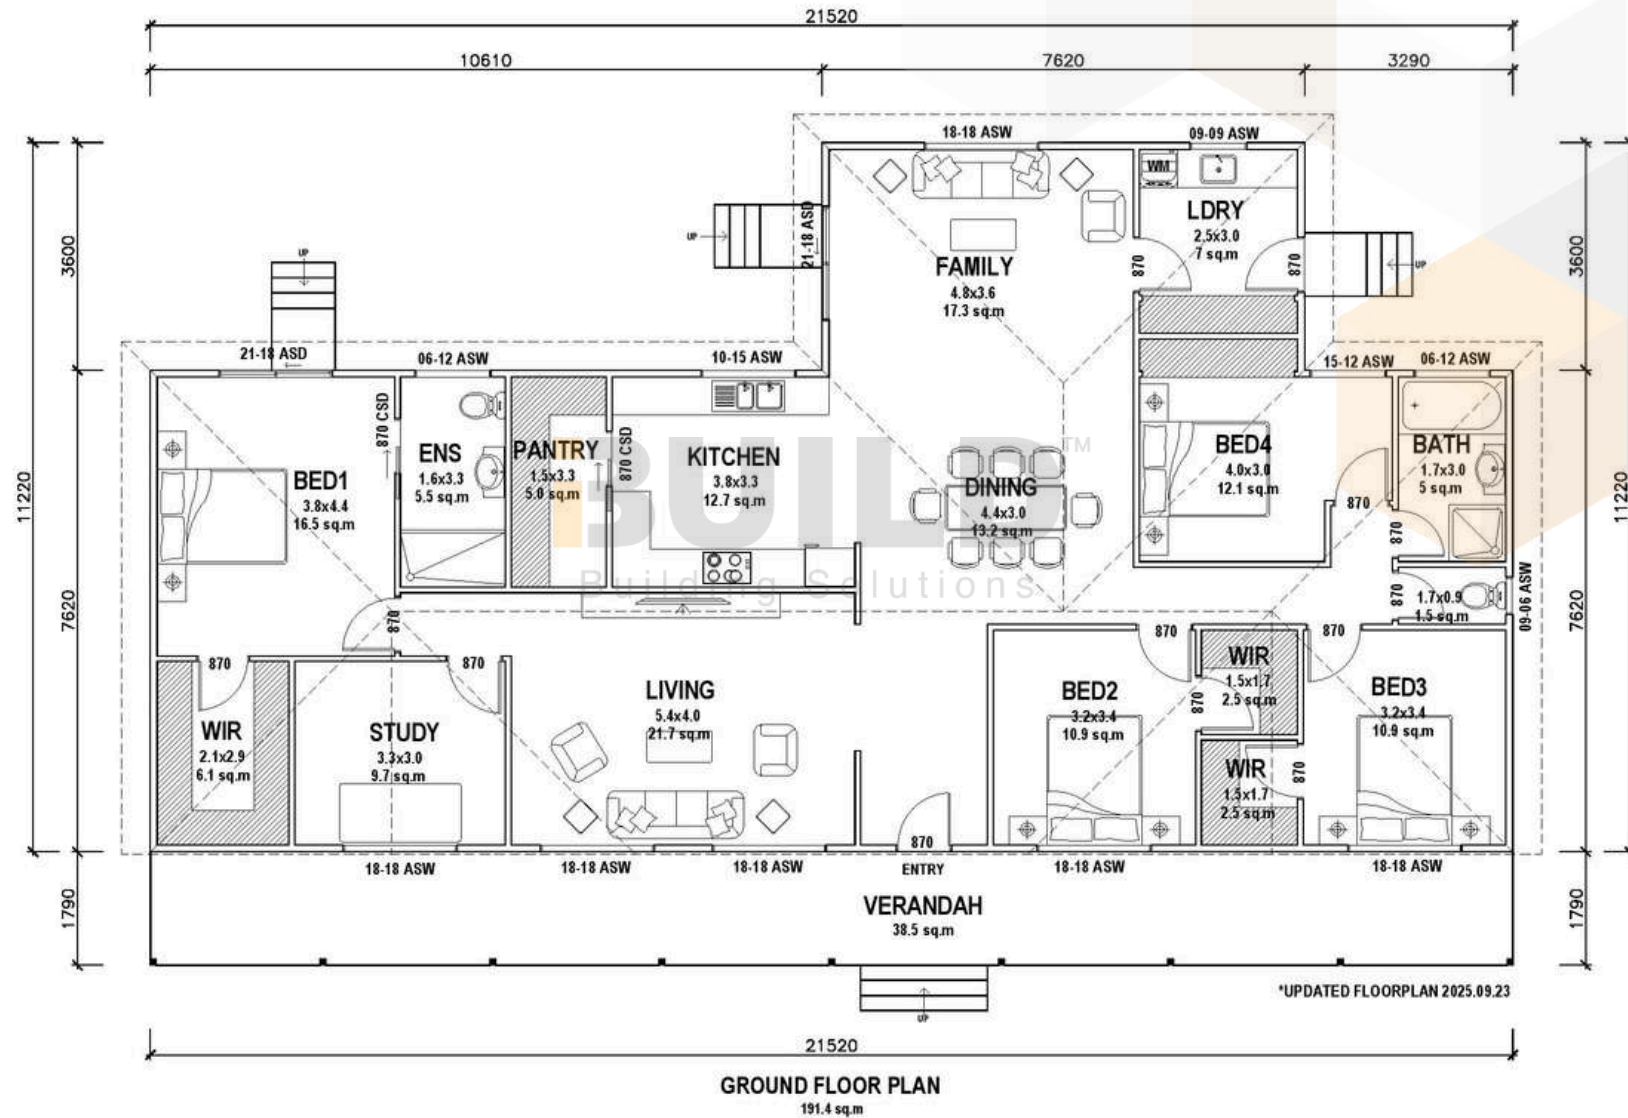 21520
10610
7620
3290
18-18 ASW
09-09 ASW
WM
LDRY
2.5x3.0
7 sq.m
870
870
3600
3600
UP
21-18 ASD
UP
UP
FAMILY
4.8x3.6
17.3 sq.m
21-18 ASD
06-12 ASW
10-15 ASW
15-12 ASW
06-12 ASW
870 CSD
ENS
1.6x3.3
5.5 sq.m
PANTRY
1.5x3.3
5.0 sq.m
870 CSD
KITCHEN
3.8x3.3
12.7 sq.m
BED1
3.8x4.4
16.5 sq.m
DINING
4.4x3.0
13.2 sq.m
BED4
4.0x3.0
12.1 sq.m
BATH
1.7x3.0
5 sq.m
870
870
iBUILD™
Building Solutions
11220
11220
7620
7620
870
1.7x0.9
1.5 sq.m
09-06 ASW
870
870
870
870
870
WIR
2.1x2.9
6.1 sq.m
STUDY
3.3x3.0
9.7 sq.m
LIVING
5.4x4.0
21.7 sq.m
BED2
3.2x3.4
10.9 sq.m
WIR
1.5x1.7
2.5 sq.m
870
BED3
3.2x3.4
10.9 sq.m
WIR
1.5x1.7
2.5 sq.m
870
870
18-18 ASW
18-18 ASW
18-18 ASW
ENTRY
18-18 ASW
18-18 ASW
1790
1790
VERANDAH
38.5 sq.m
UP
*UPDATED FLOORPLAN 2025.09.23
21520
GROUND FLOOR PLAN
191.4 sq.m